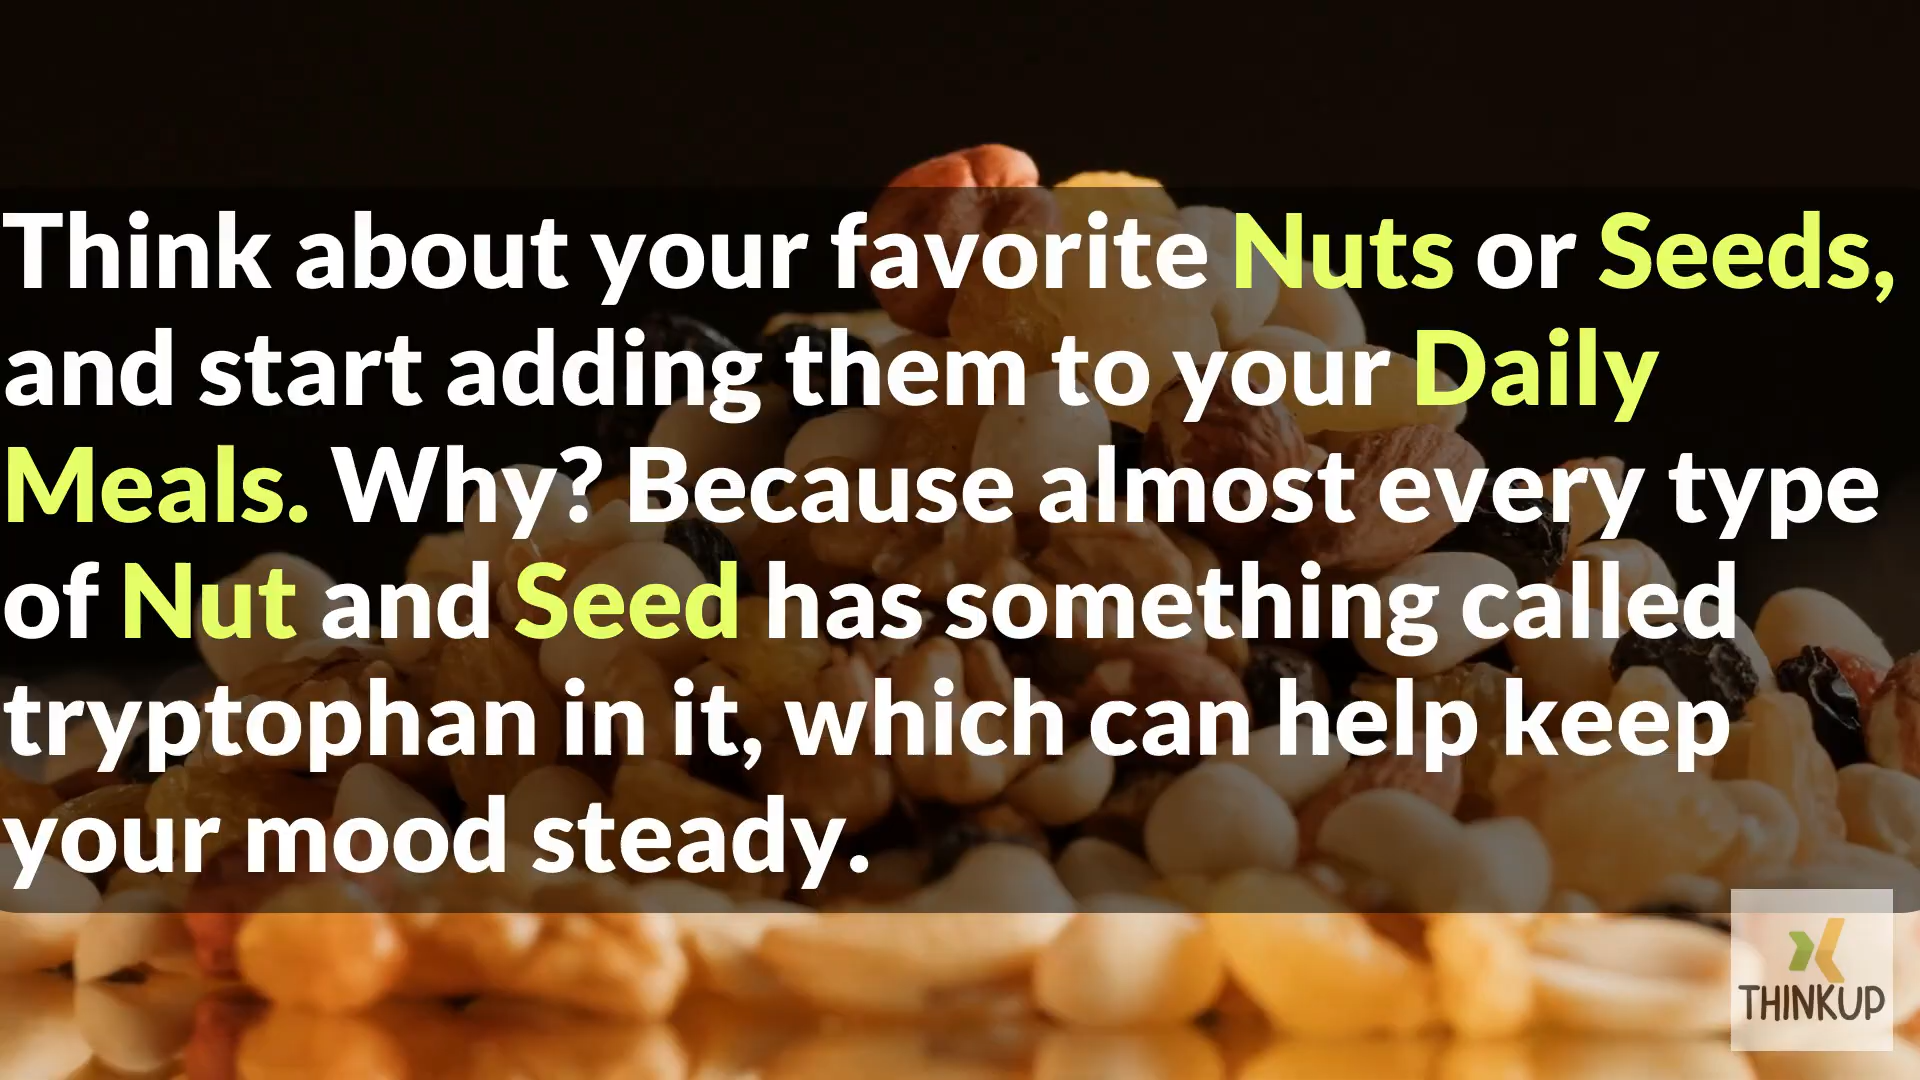 Think about your favorite Nuts or Seeds,
and start adding them to your Daily
Meals. Why? Because almost every type
of Nut and Seed has something called
tryptophan in it, which can help keep
your mood steady.
THINKUP